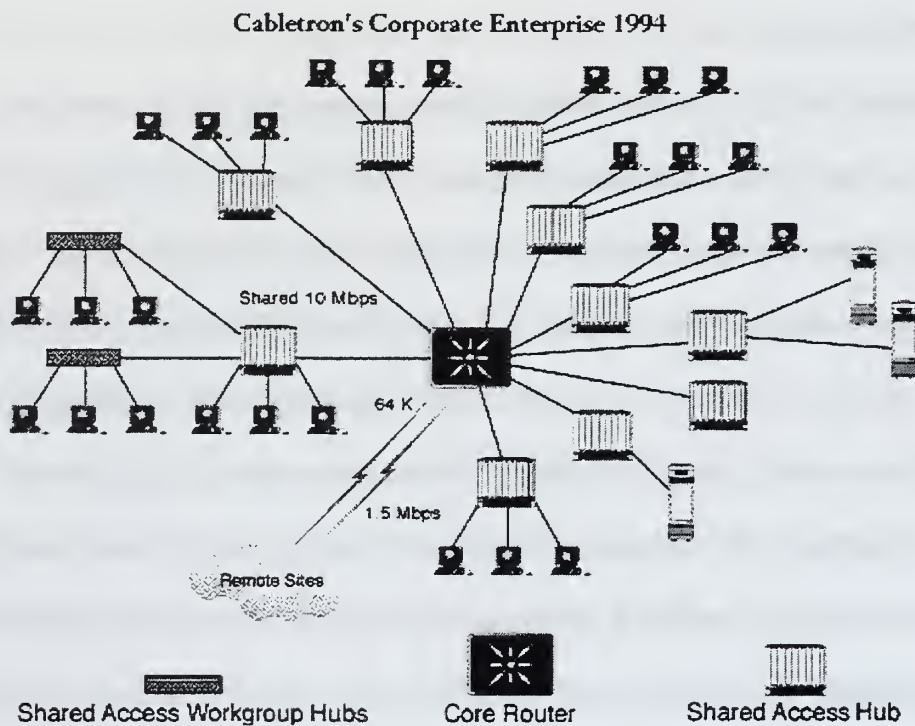 Cabletron's Corporate Enterprise 1994
Shared 10 Mbps
64 K
1.5 Mbps
Remote Sites
Shared Access Workgroup Hubs
Core Router
Shared Access Hub